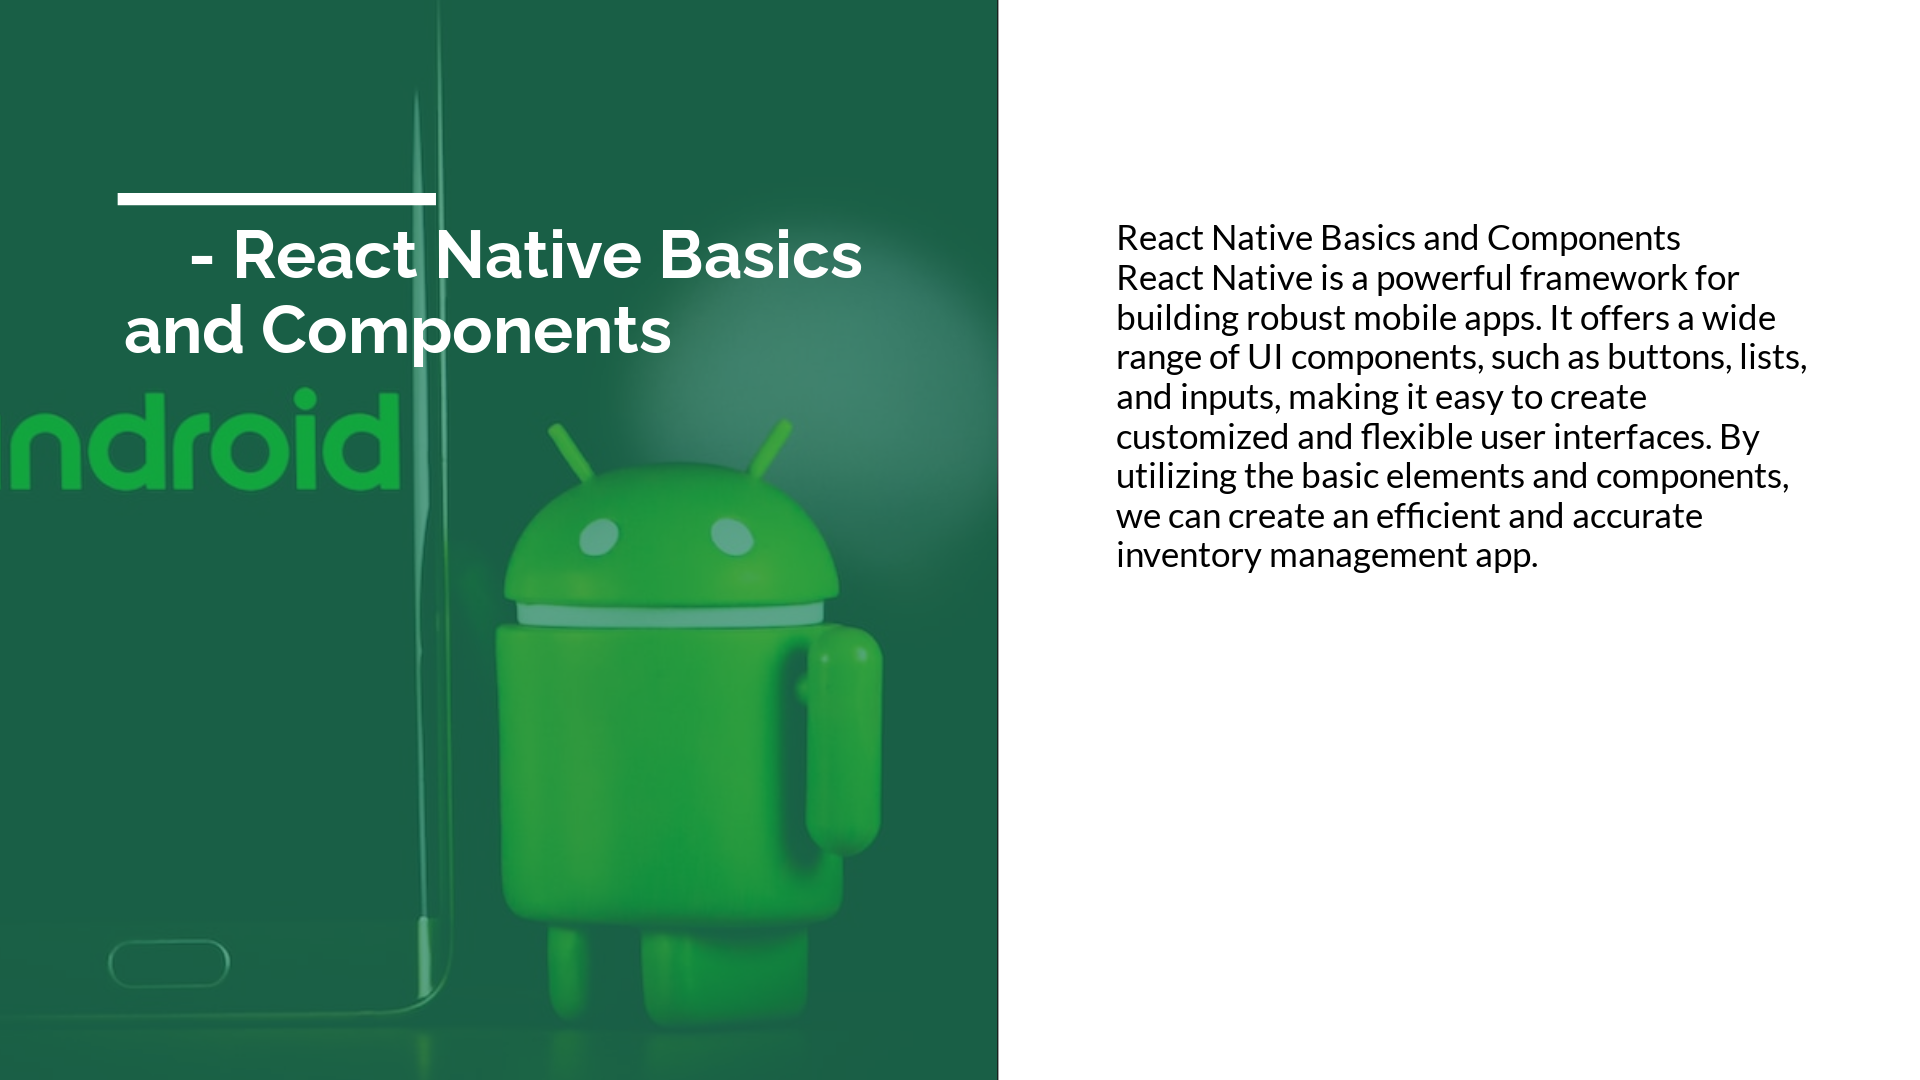 - React Native Basics
and Components
ndroid
React Native Basics and Components
React Native is a powerful framework for
building robust mobile apps. It offers a wide
range of UI components, such as buttons, lists,
and inputs, making it easy to create
customized and flexible user interfaces. By
utilizing the basic elements and components,
we can create an efficient and accurate
inventory management app.